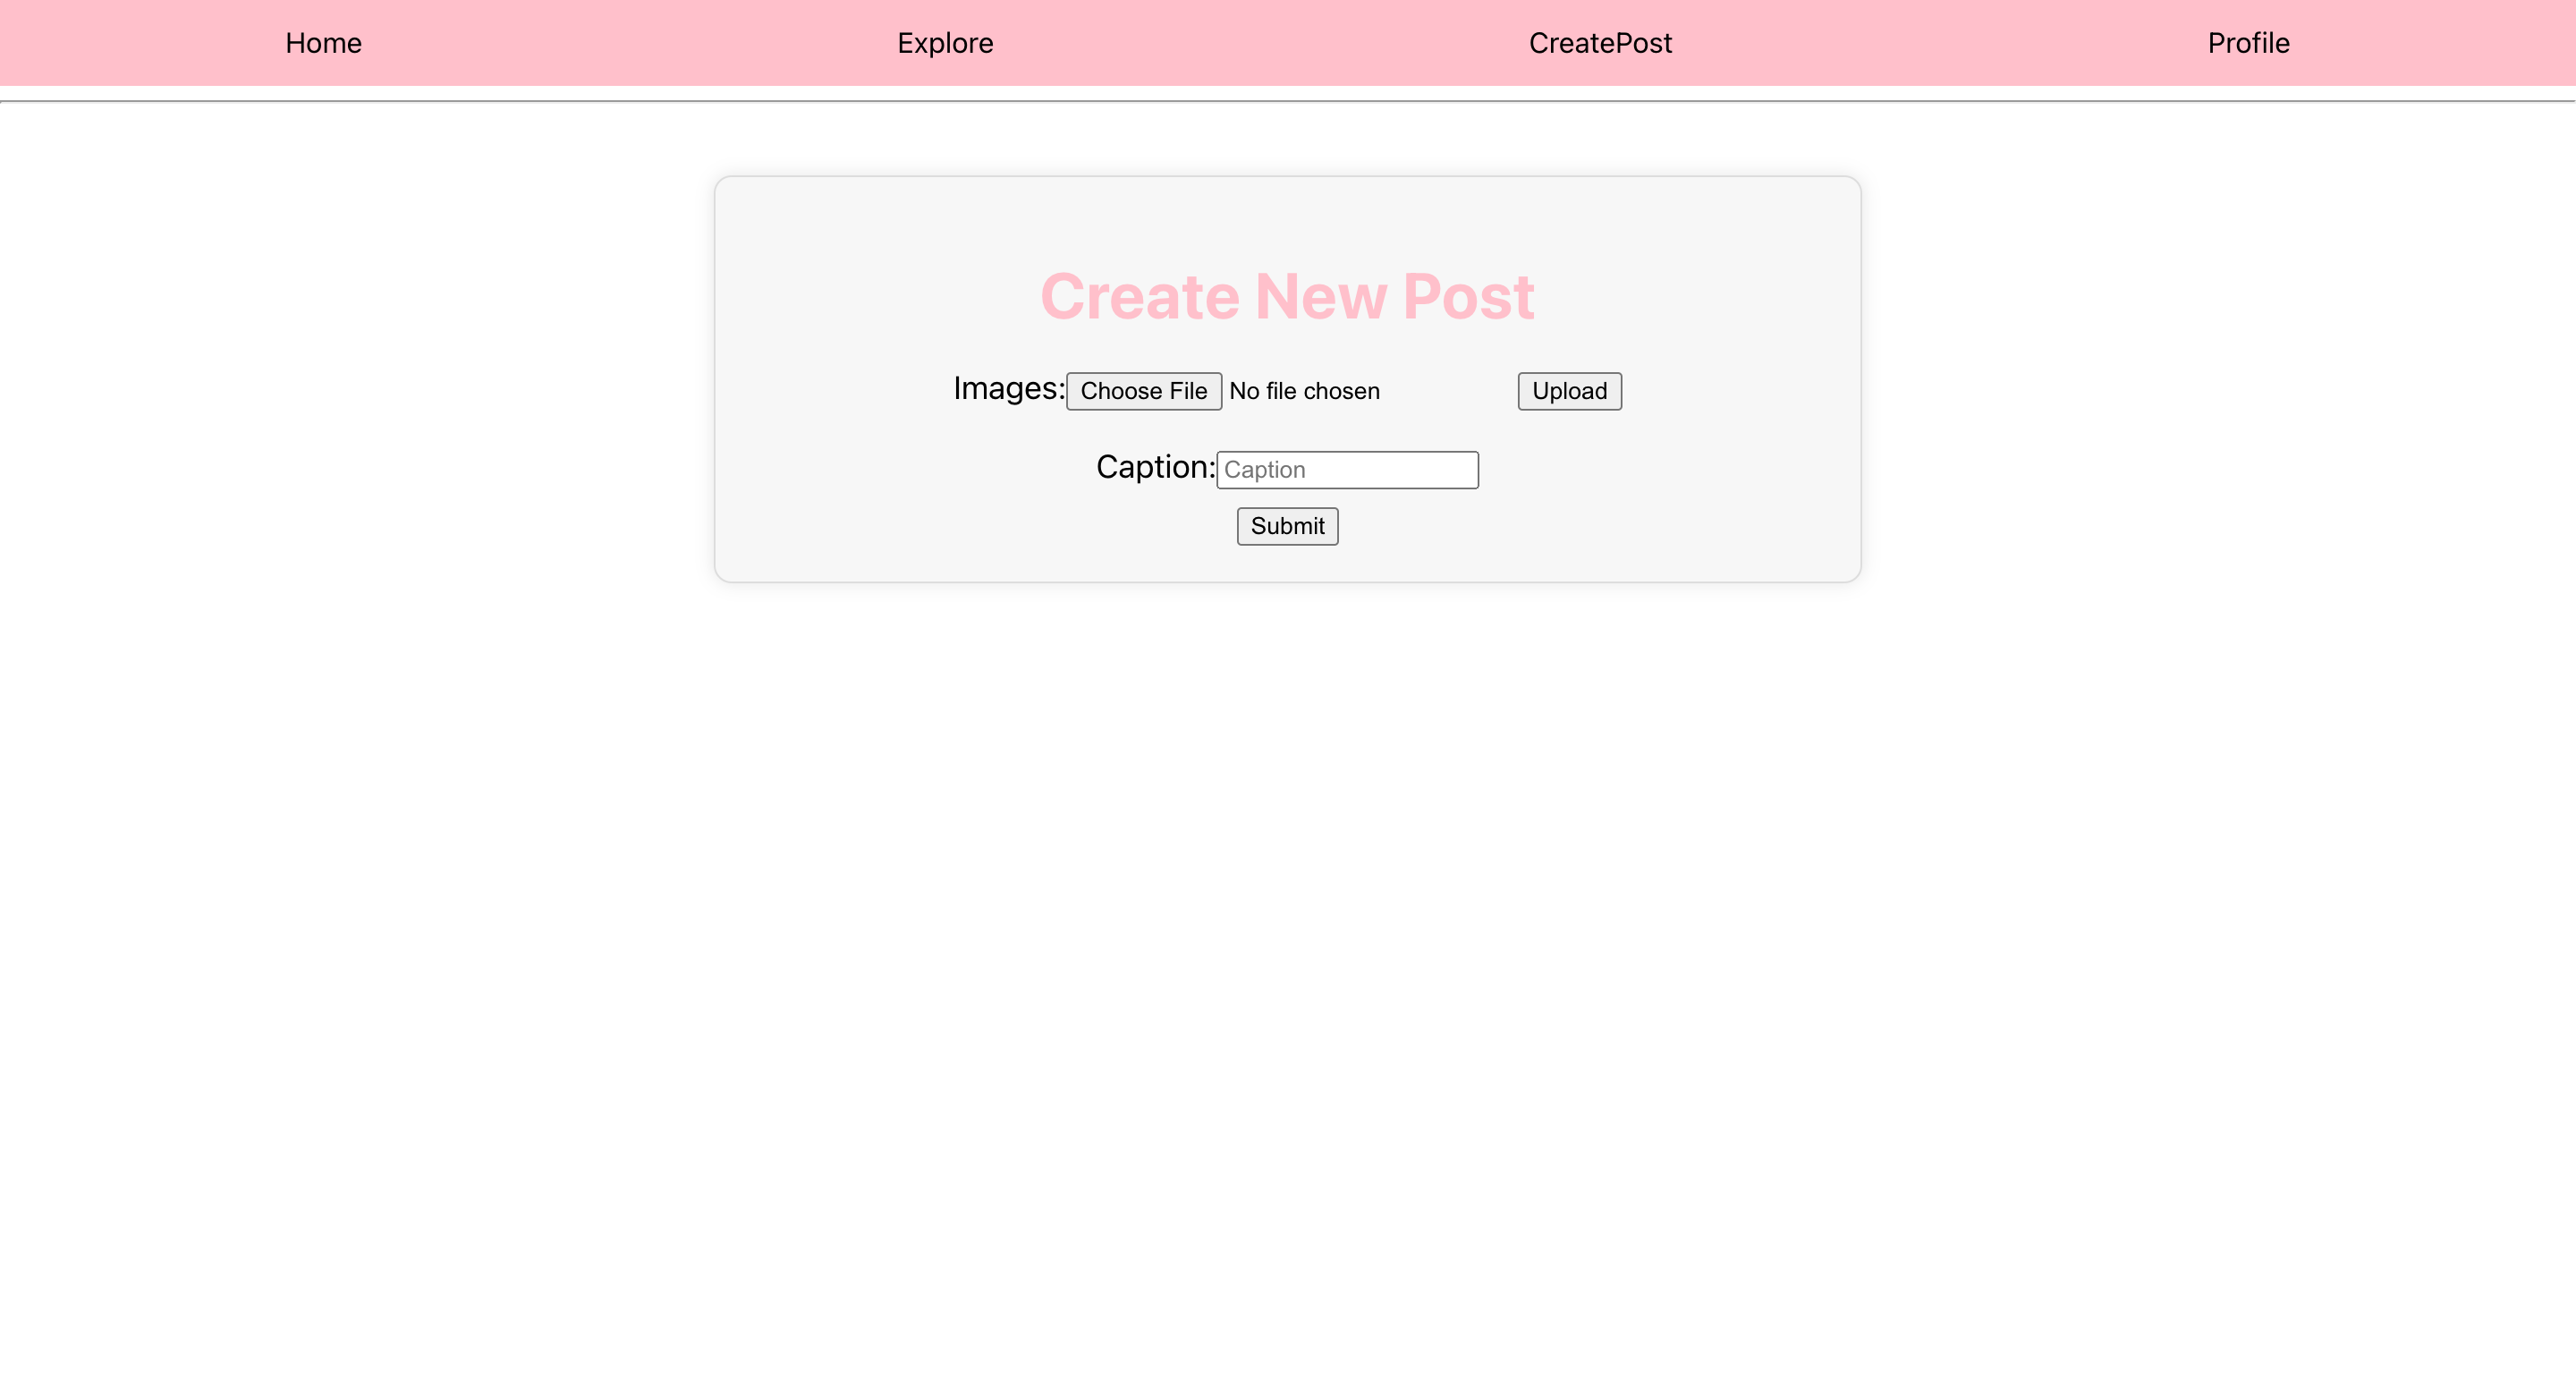 Home Explore CreatePost Profile
Create New Post
Images: Choose File No file chosen Upload
Caption: Caption
Submit